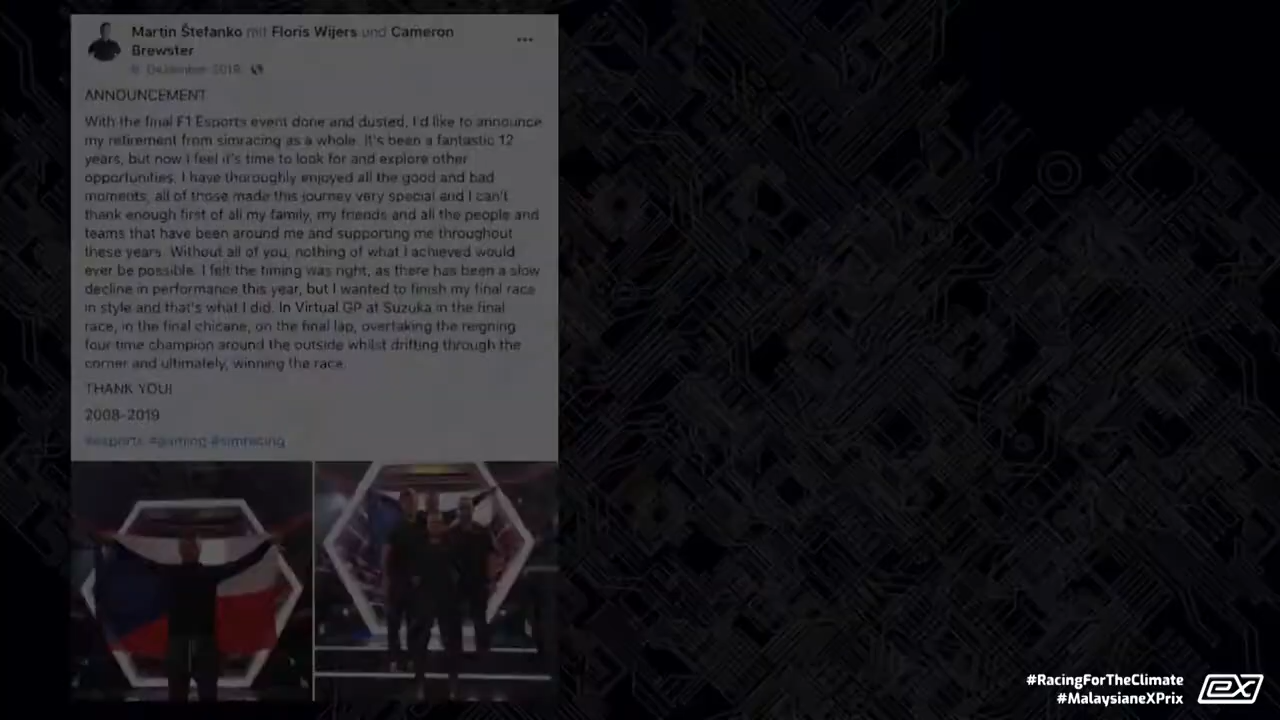 Martin Štefanko mit Floris Wijers und Cameron
Brewster
6. Dezember 2019
ANNOUNCEMENT
With the final F1 Esports event done and dusted, I'd like to announce
my retirement from simracing as a whole. It's been a fantastic 12
years, but now I feel it's time to look for and explore other
opportunities. I have thoroughly enjoyed all the good and bad
moments, all of those made this journey very special and I can't
thank enough first of all my family, my friends and all the people and
teams that have been around me and supporting me throughout
these years. Without all of you, nothing of what I achieved would
ever be possible. I felt the timing was right, as there has been a slow
decline in performance this year, but I wanted to finish my final race
in style and that's what I did. In Virtual GP at Suzuka in the final
race, in the final chicane, on the final lap, overtaking the reigning
four time champion around the outside whilst drifting through the
corner and ultimately, winning the race.
THANK YOU!
2008-2019
#esports #gaming #simracing
#RacingForTheClimate
#MalaysianeXPrix
eX